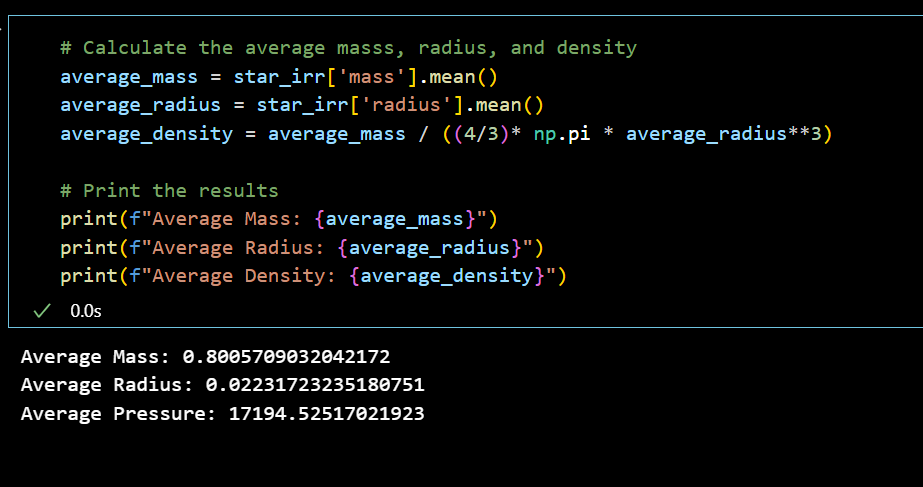 # Calculate the average masss, radius, and density
average_mass = star_irr['mass'].mean()
average_radius = star_irr['radius'].mean()
average_density = average_mass / ((4/3)* np.pi * average_radius**3)
# Print the results
print(f"Average Mass: {average_mass}")
print(f"Average Radius: {average_radius}")
print(f"Average Density: {average_density}")
0.0s
Average Mass: 0.8005709032042172
Average Radius: 0.02231723235180751
Average Pressure: 17194.52517021923